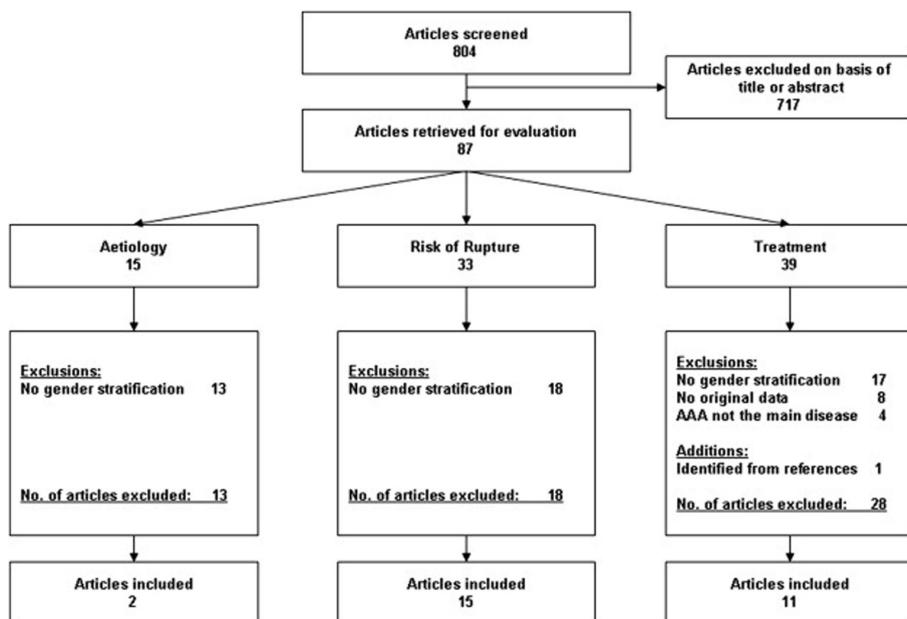 Articles screened
804
Articles excluded on basis of
title or abstract
717
Articles retrieved for evaluation
87
Aetiology
15
Risk of Rupture
33
Treatment
39
Exclusions:
No gender stratification 13
No. of articles excluded: 13
Exclusions:
No gender stratification 18
No. of articles excluded: 18
Exclusions:
No gender stratification 17
No original data 8
AAA not the main disease 4
Additions:
Identified from references 1
No. of articles excluded: 28
Articles included
2
Articles included
15
Articles included
11